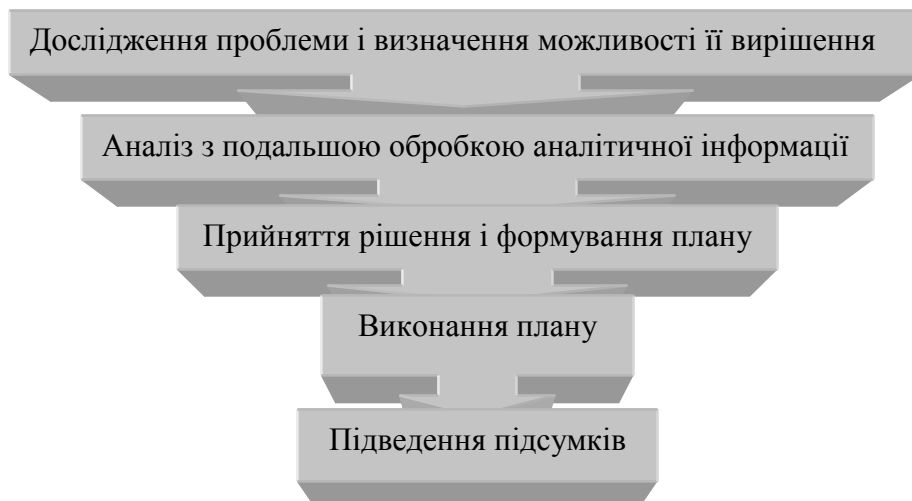 Дослідження проблеми і визначення можливості її вирішення
Аналіз з подальшою обробкою аналітичної інформації
Прийняття рішення і формування плану
Виконання плану
Підведення підсумків